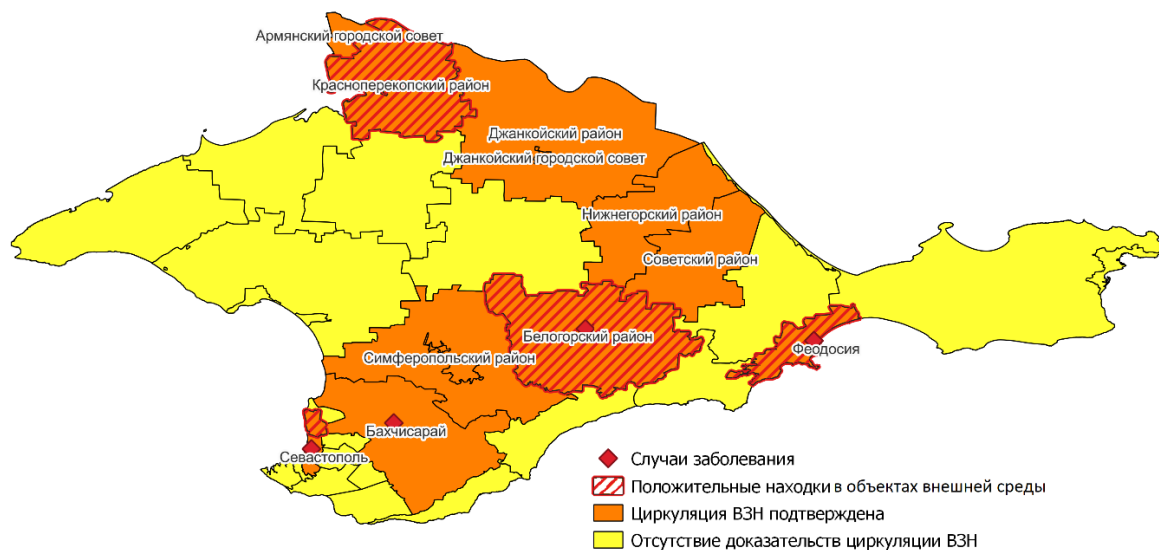 Армянский городской совет
Красноперекопский район
Джанкойский район
Джанкойский городской совет
Нижнегорский район
Советский район
Белогорский район
Феодосия
Симферопольский район
Бахчисарай
Севастополь
Случаи заболевания
Положительные находки в объектах внешней среды
Циркуляция ВЗН подтверждена
Отсутствие доказательств циркуляции ВЗН